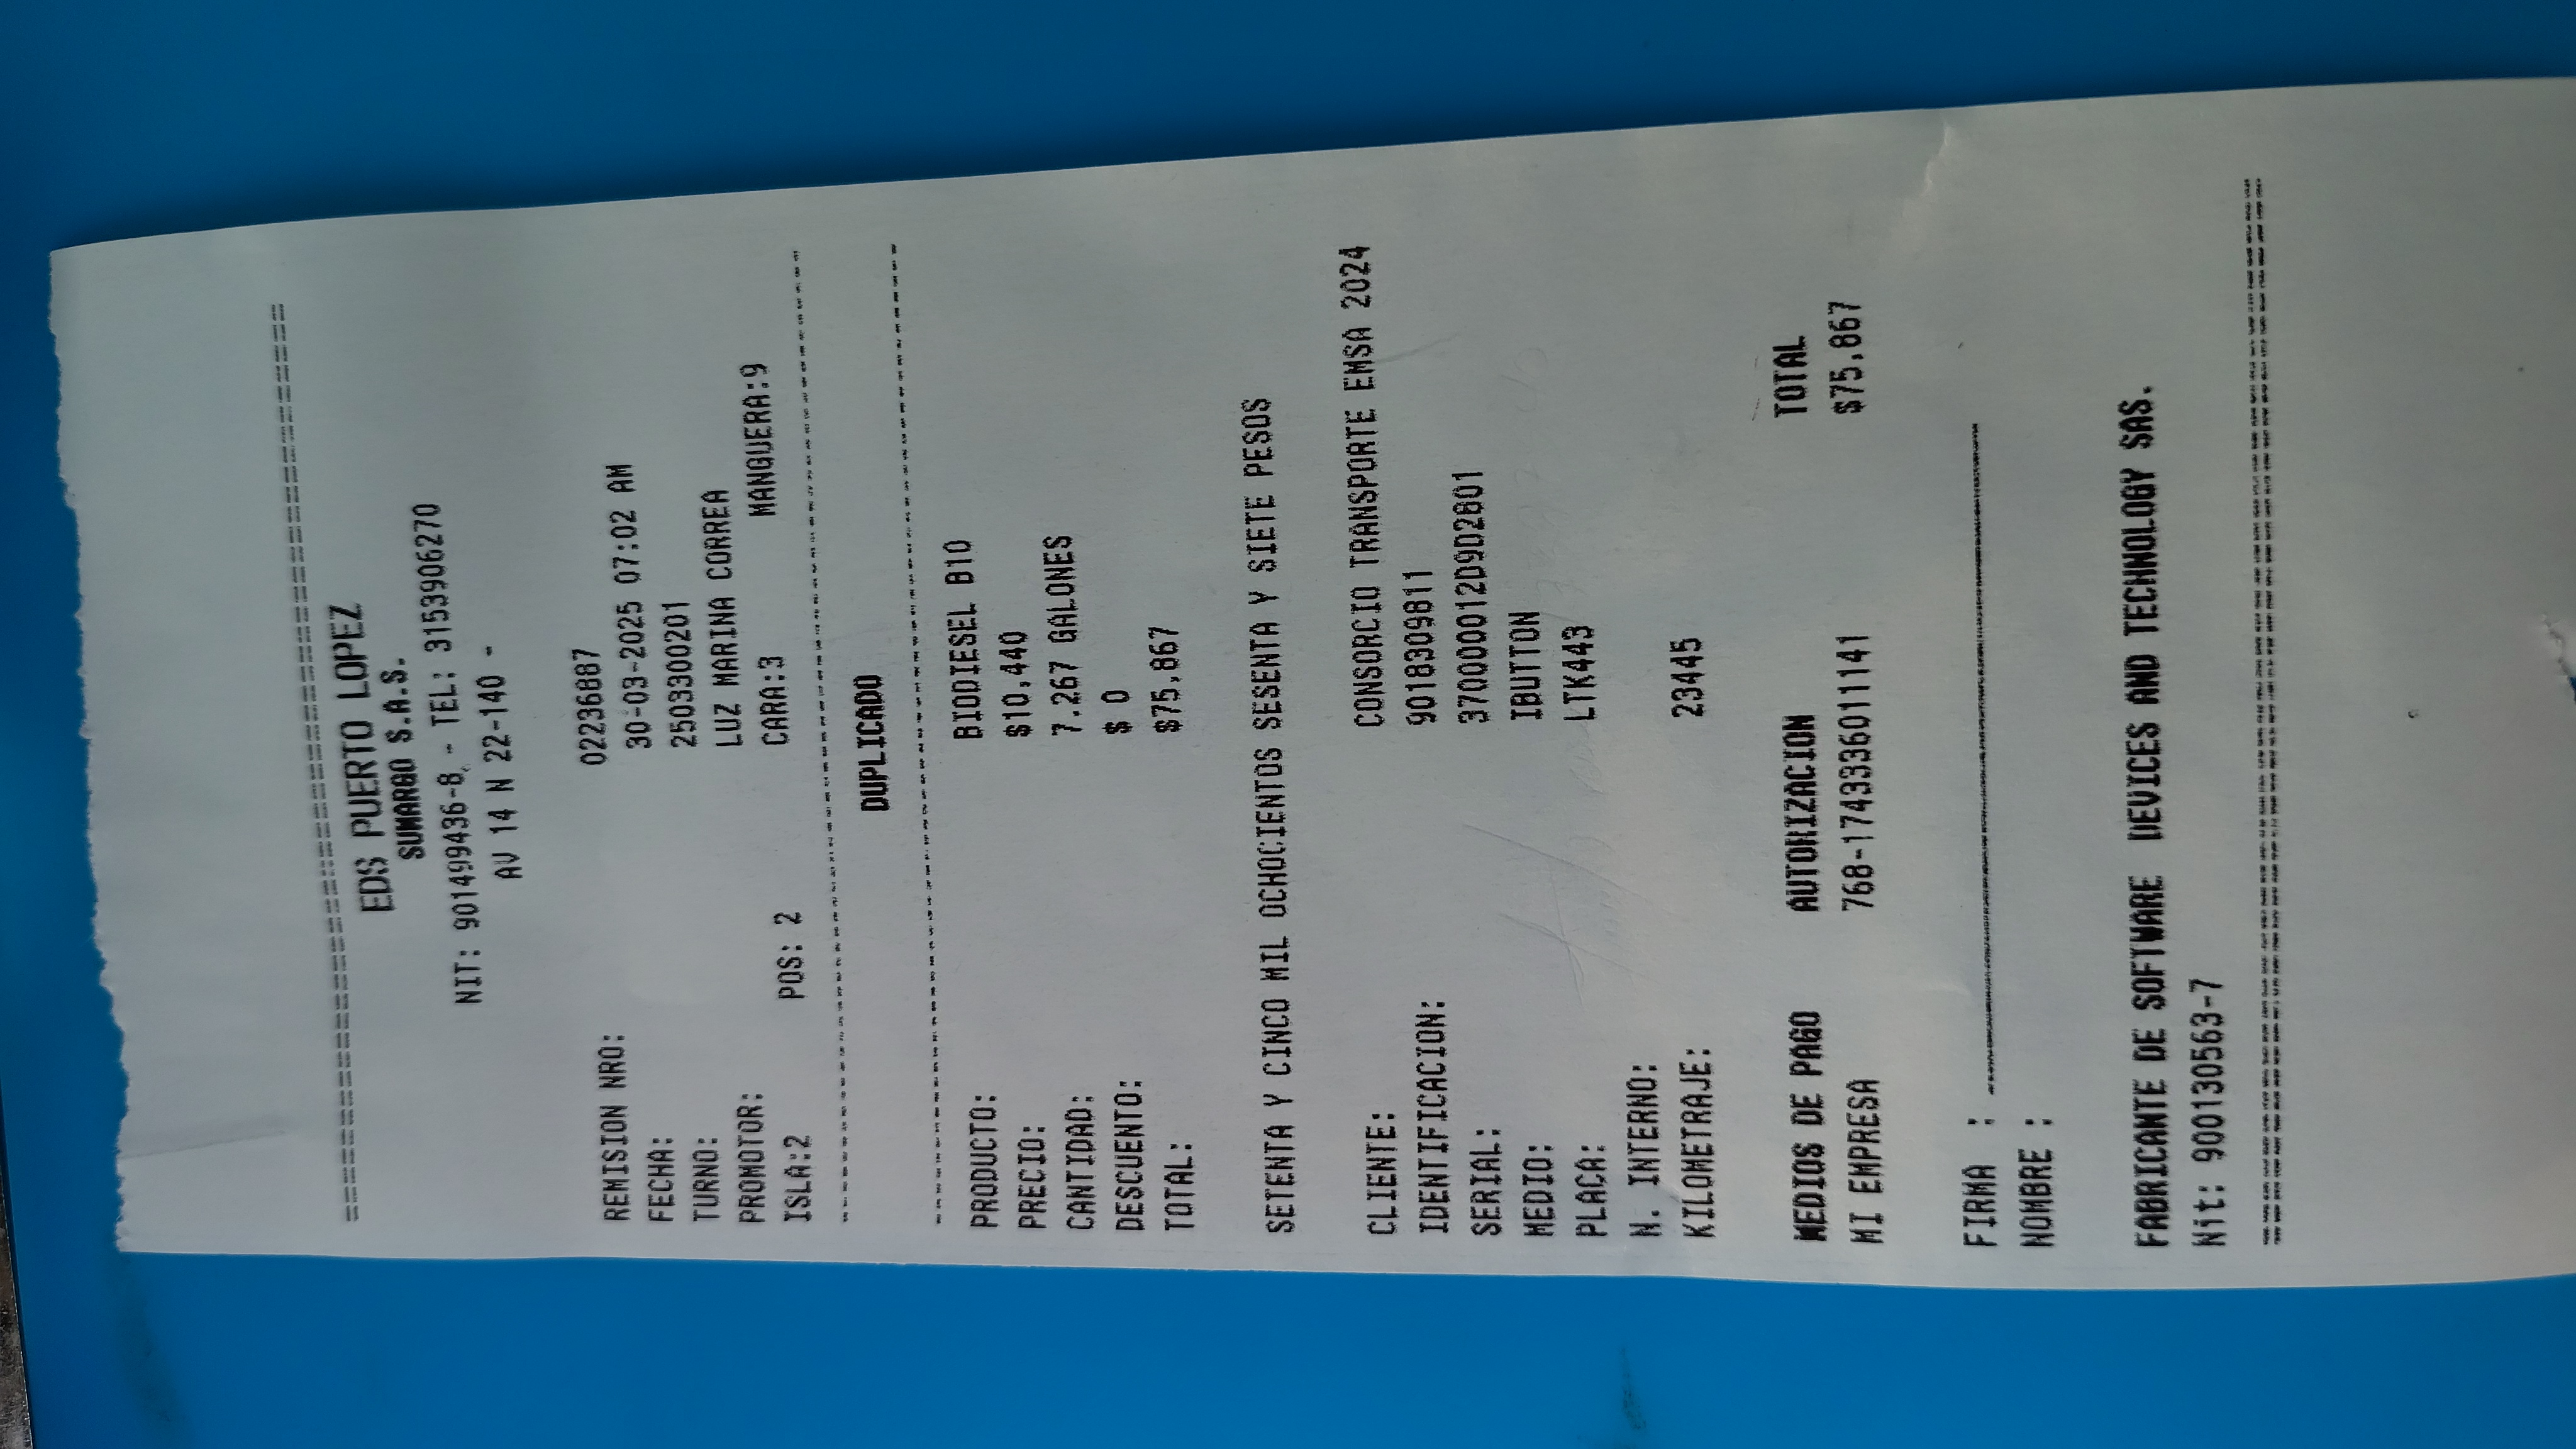 ================================================
EDS PUERTO LOPEZ
SUMARGO S.A.S.
NIT: 901499436-8, - TEL: 3153906270
AV 14 N 22-140 -
REMISION NRO: 02236887
FECHA: 30-03-2025 07:02 AM
TURNO: 2503300201
PROMOTOR: LUZ MARINA CORREA
ISLA:2 POS: 2 CARA:3 MANGUERA:9
------------------------------------------------
DUPLICADO
------------------------------------------------
PRODUCTO: BIODIESEL B10
PRECIO: $10,440
CANTIDAD: 7.267 GALONES
DESCUENTO: $ 0
TOTAL: $75,867
SETENTA Y CINCO MIL OCHOCIENTOS SESENTA Y SIETE PESOS
CLIENTE: CONSORCIO TRANSPORTE EMSA 2024
IDENTIFICACION: 9018309811
SERIAL: 370000012D9D2801
MEDIO: IBUTTON
PLACA: LTK443
N. INTERNO:
KILOMETRAJE: 23445
MEDIOS DE PAGO AUTORIZACION TOTAL
MI EMPRESA 768-1743336011141 $75,867
FIRMA : ______________________________
NOMBRE :
FABRICANTE DE SOFTWARE DEVICES AND TECHNOLOGY SAS.
Nit: 900130563-7
================================================